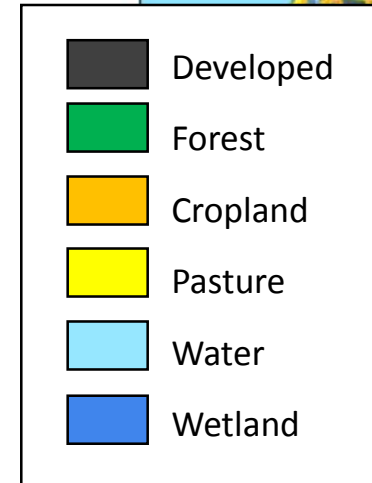 Developed
Forest
Cropland
Pasture
Water
Wetland